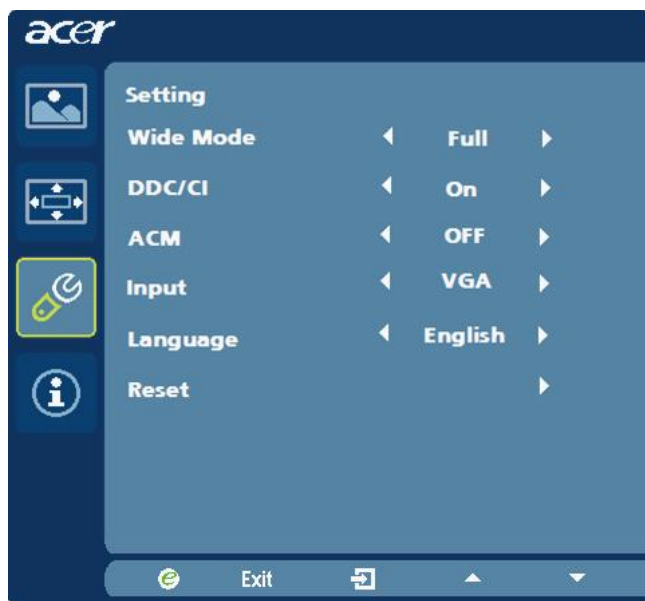 acer
Setting
Wide Mode Full
DDC/CI On
ACM OFF
Input VGA
Language English
Reset
e Exit